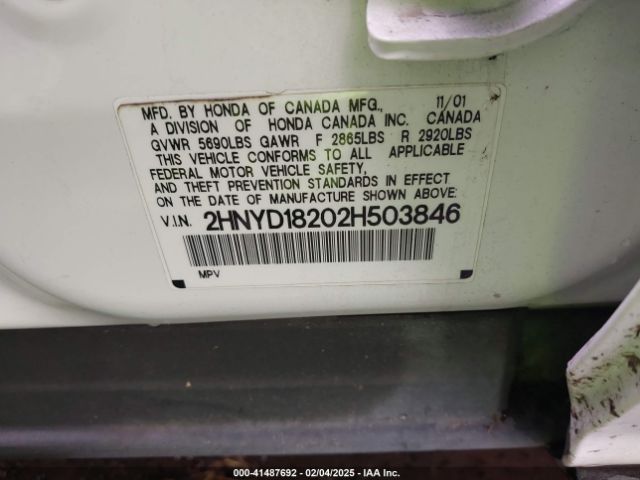 MFD. BY HONDA OF CANADA MFG., 11/01
A DIVISION OF HONDA CANADA INC. CANADA
GVWR 5690LBS GAWR F 2865LBS R 2920LBS
THIS VEHICLE CONFORMS TO ALL APPLICABLE
FEDERAL MOTOR VEHICLE SAFETY,
AND THEFT PREVENTION STANDARDS IN EFFECT
ON THE DATE OF MANUFACTURE SHOWN ABOVE.
V.I.N. 2HNYD18202H503846
MPV
000-41487692 - 02/04/2025 - IAA Inc.